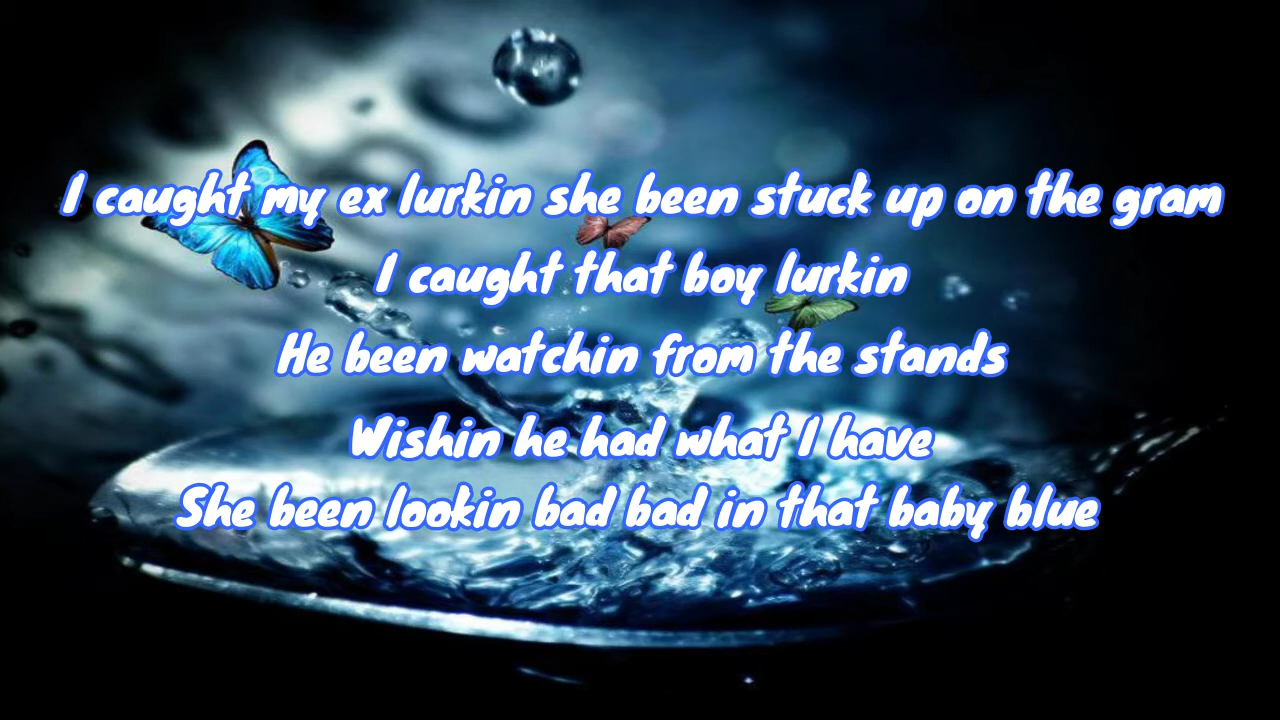 I caught my ex lurkin she been stuck up on the gram
I caught that boy lurkin
He been watchin from the stands
Wishin he had what I have
She been lookin bad bad in that baby blue